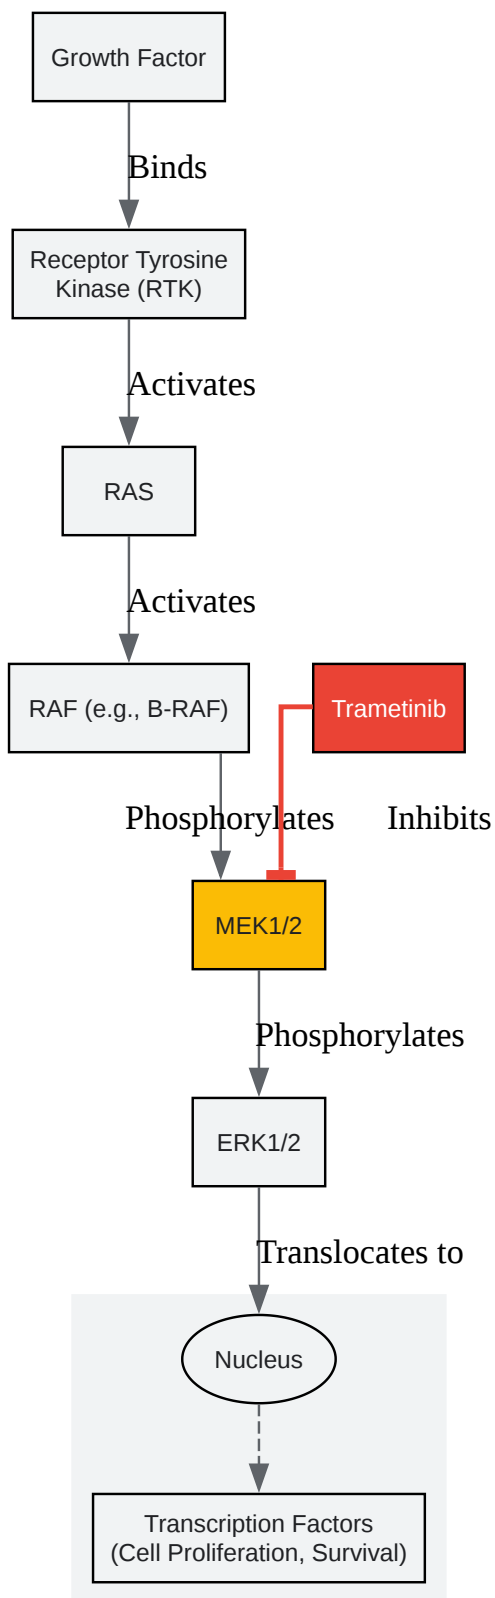 Growth Factor
Binds
Receptor Tyrosine
Kinase (RTK)
Activates
RAS
Activates
RAF (e.g., B-RAF)
Trametinib
Phosphorylates
Inhibits
MEK1/2
Phosphorylates
ERK1/2
Translocates to
Nucleus
Transcription Factors
(Cell Proliferation, Survival)